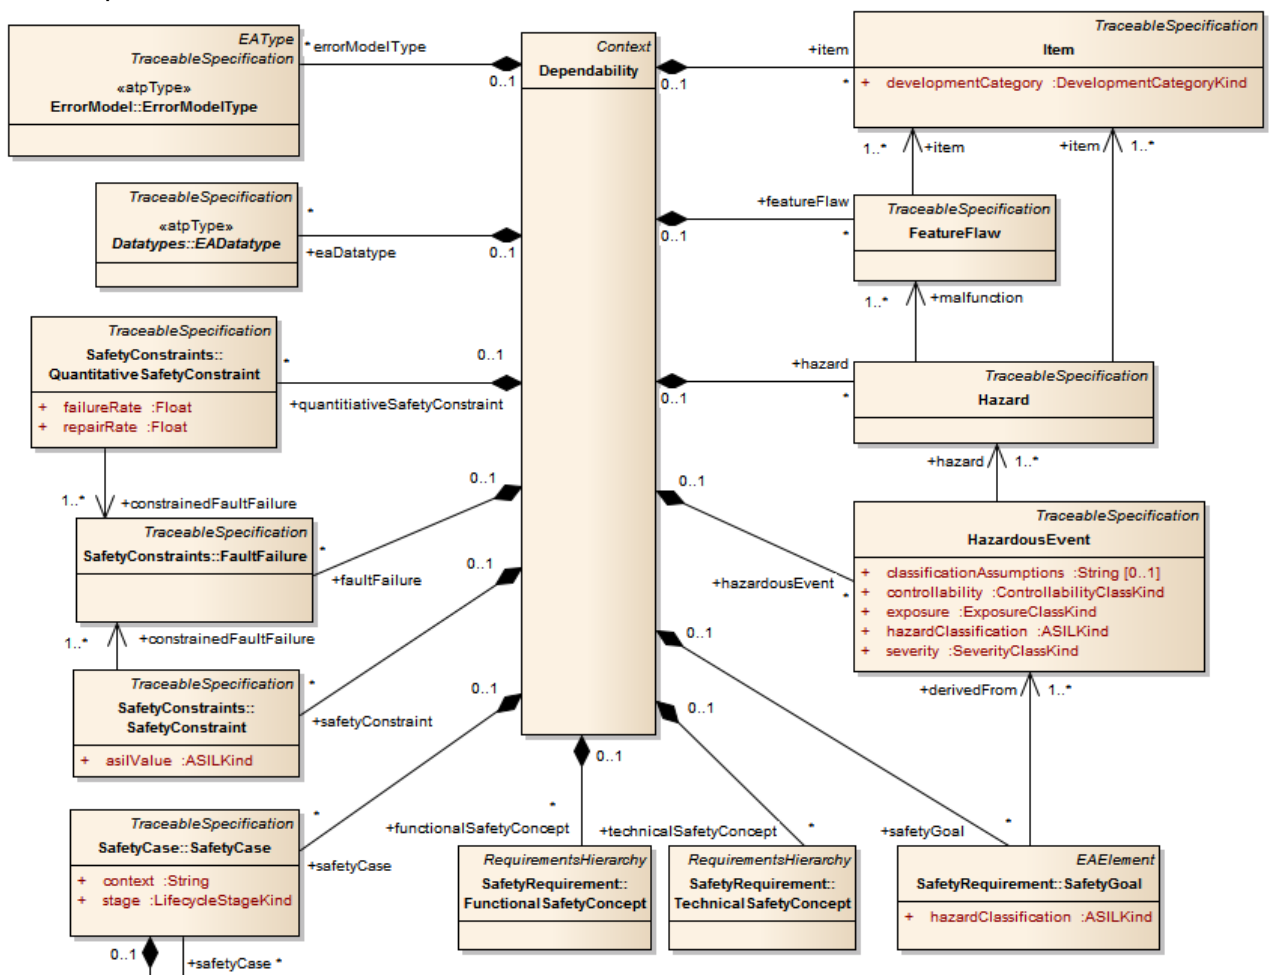 EAType
TraceableSpecification
«atpType»
ErrorModel::ErrorModelType
* errorModelType
0..1
Context
Dependability
+item
0..1
*
TraceableSpecification
Item
+ developmentCategory :DevelopmentCategoryKind
1..*
+item
+item
1..*
TraceableSpecification
«atpType»
Datatypes::EADatatype
*
+eaDatatype
0..1
+featureFlaw
0..1
*
TraceableSpecification
FeatureFlaw
1..*
+malfunction
TraceableSpecification
SafetyConstraints::
QuantitativeSafetyConstraint
+ failureRate :Float
+ repairRate :Float
*
0..1
+quantitiativeSafetyConstraint
+hazard
0..1
*
TraceableSpecification
Hazard
+hazard
1..*
1..*
+constrainedFaultFailure
TraceableSpecification
SafetyConstraints::FaultFailure
*
+faultFailure
0..1
0..1
+hazardousEvent
*
TraceableSpecification
HazardousEvent
+ classificationAssumptions :String [0..1]
+ controllability :ControllabilityClassKind
+ exposure :ExposureClassKind
+ hazardClassification :ASILKind
+ severity :SeverityClassKind
1..*
+constrainedFaultFailure
TraceableSpecification
SafetyConstraints::
SafetyConstraint
+ asilValue :ASILKind
*
+safetyConstraint
0..1
0..1
+derivedFrom
1..*
TraceableSpecification
SafetyCase::SafetyCase
+ context :String
+ stage :LifecycleStageKind
*
+safetyCase
0..1
0..1
+safetyCase *
0..1
*
+functionalSafetyConcept
RequirementsHierarchy
SafetyRequirement::
FunctionalSafetyConcept
0..1
+technicalSafetyConcept
*
RequirementsHierarchy
SafetyRequirement::
TechnicalSafetyConcept
+safetyGoal
*
EAElement
SafetyRequirement::SafetyGoal
+ hazardClassification :ASILKind